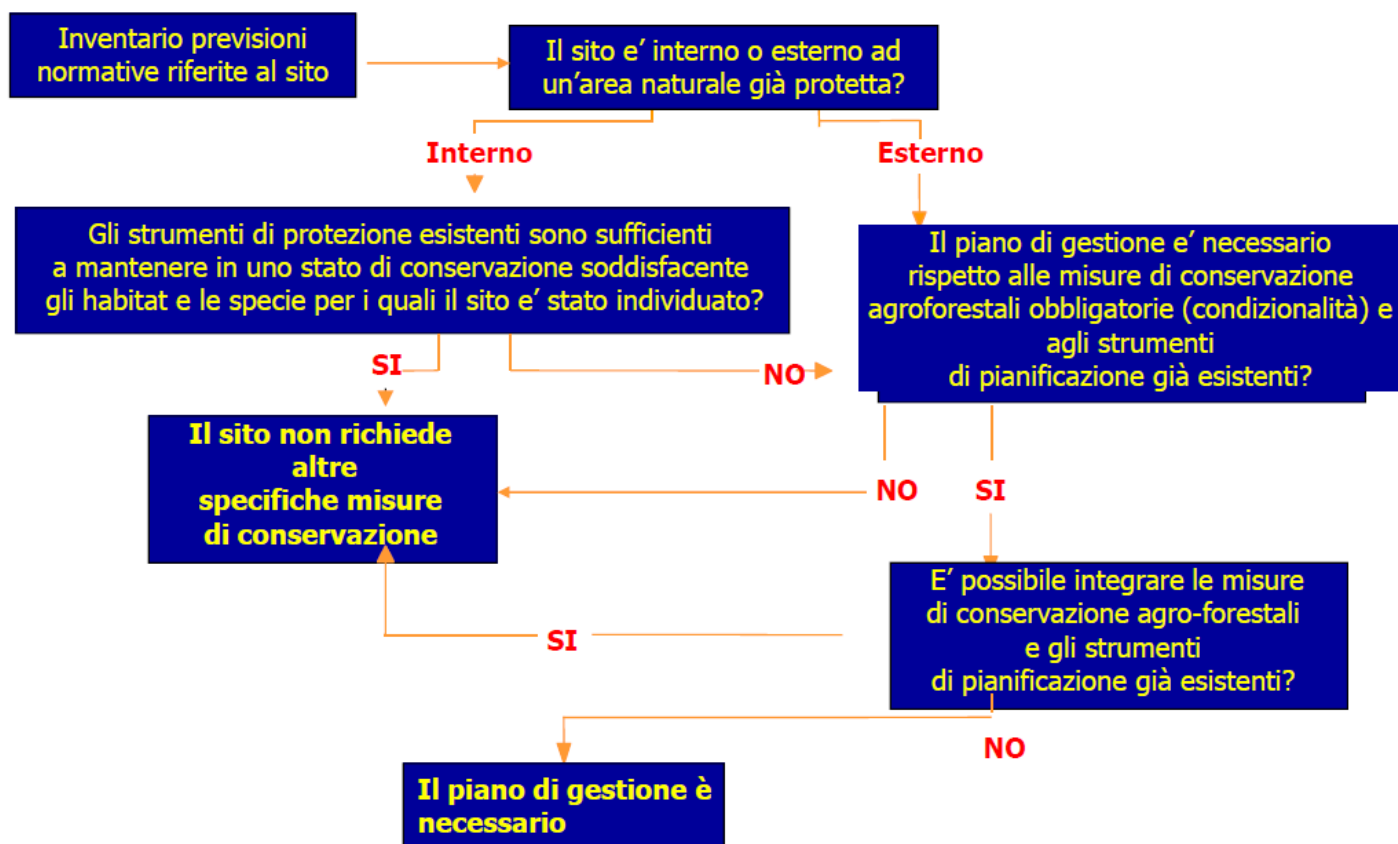 Inventario previsioni
normative riferite al sito
Il sito e’ interno o esterno ad
un’area naturale già protetta?
Interno
Esterno
Gli strumenti di protezione esistenti sono sufficienti
a mantenere in uno stato di conservazione soddisfacente
gli habitat e le specie per i quali il sito e’ stato individuato?
Il piano di gestione e’ necessario
rispetto alle misure di conservazione
agroforestali obbligatorie (condizionalità) e
agli strumenti
di pianificazione già esistenti?
SI
NO
Il sito non richiede
altre
specifiche misure
di conservazione
NO
SI
E’ possibile integrare le misure
di conservazione agro-forestali
e gli strumenti
di pianificazione già esistenti?
SI
NO
Il piano di gestione è
necessario